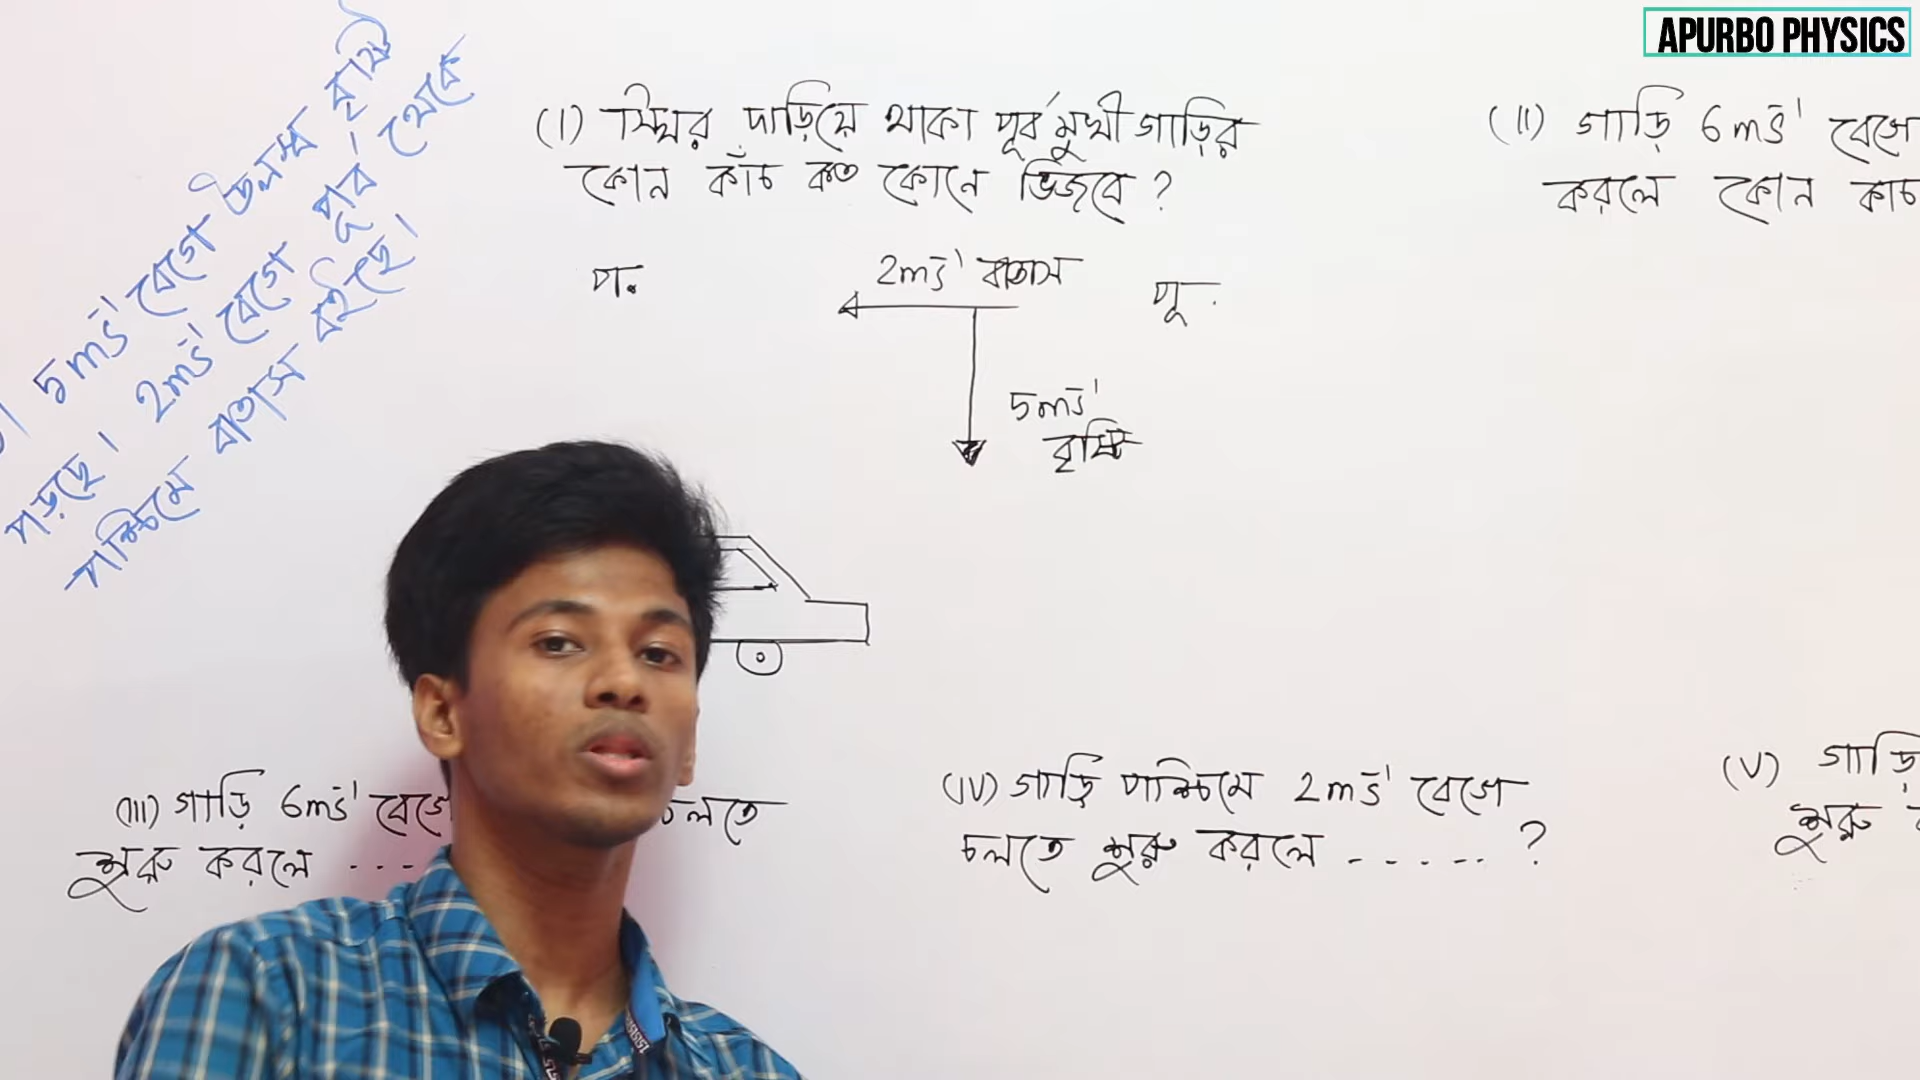 APURBO PHYSICS
5ms⁻¹ বেগে উলম্ব বৃষ্টি
পড়ছে। 2ms⁻¹ বেগে পূর্ব থেকে
পশ্চিমে বাতাস বইছে।
(I) স্থির দাড়িয়ে থাকা পূর্ব মুখী গাড়ির
কোন কাঁচ কত কোনে ভিজবে ?
প.
2ms⁻¹ বাতাস
পূ.
5ms⁻¹
বৃষ্টি
(II) গাড়ি 6ms⁻¹ বেগে
করলে কোন কাচ
(III) গাড়ি 6ms⁻¹ বেগে চলতে
শুরু করলে ...
(IV) গাড়ি পশ্চিমে 2ms⁻¹ বেগে
চলতে শুরু করলে ...... ?
(V) গাড়ি
শুরু